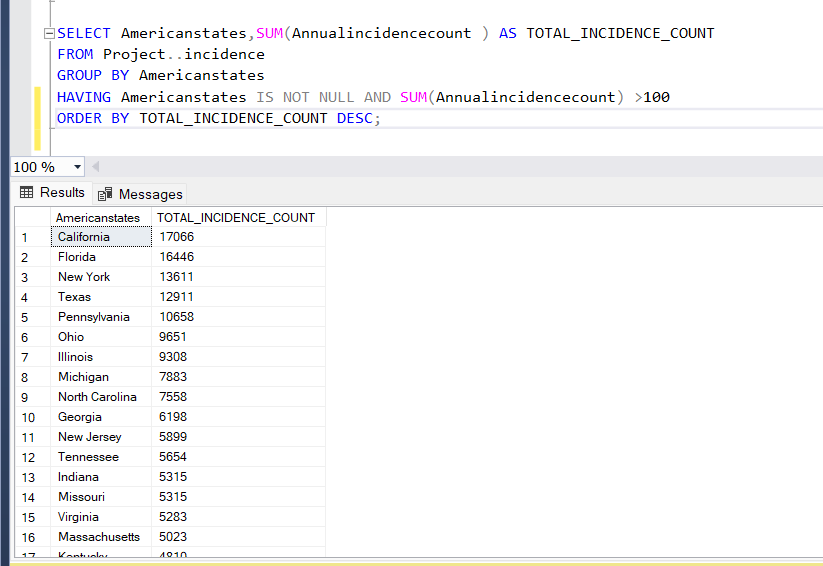 SELECT Americanstates,SUM(Annualincidencecount ) AS TOTAL_INCIDENCE_COUNT
FROM Project..incidence
GROUP BY Americanstates
HAVING Americanstates IS NOT NULL AND SUM(Annualincidencecount) >100
ORDER BY TOTAL_INCIDENCE_COUNT DESC;
100 %
Results Messages
Americanstates TOTAL_INCIDENCE_COUNT
1 California 17066
2 Florida 16446
3 New York 13611
4 Texas 12911
5 Pennsylvania 10658
6 Ohio 9651
7 Illinois 9308
8 Michigan 7883
9 North Carolina 7558
10 Georgia 6198
11 New Jersey 5899
12 Tennessee 5654
13 Indiana 5315
14 Missouri 5315
15 Virginia 5283
16 Massachusetts 5023
17 Kentucky 4810